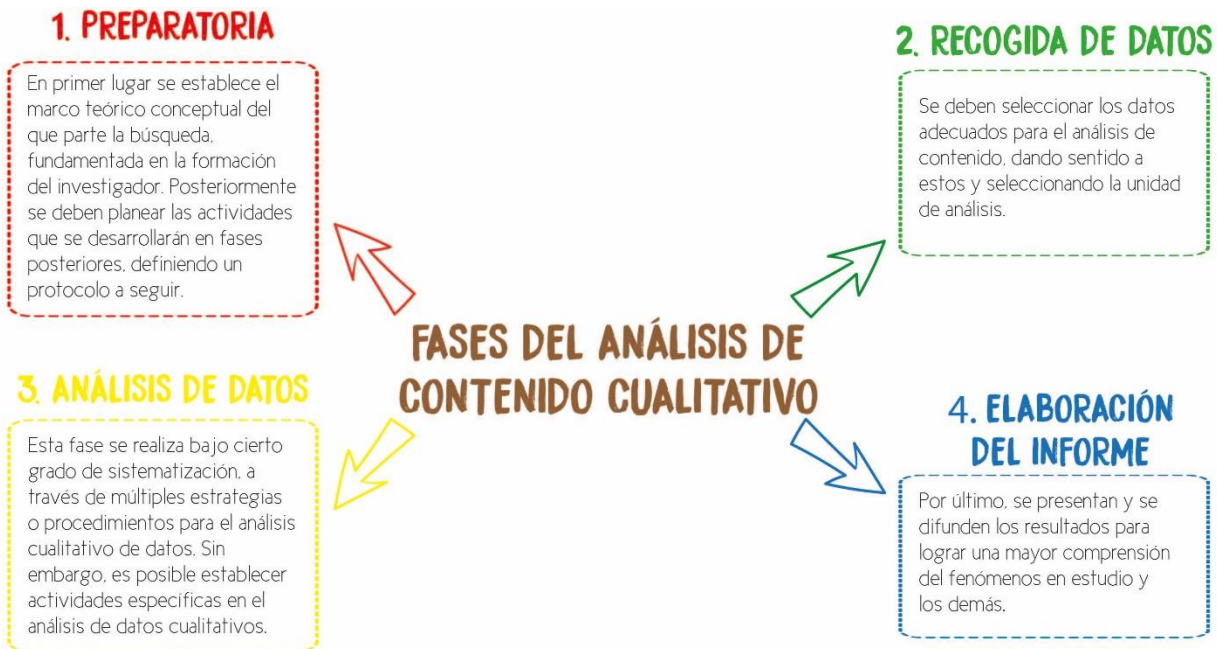 1. PREPARATORIA
En primer lugar se establece el
marco teórico conceptual del
que parte la búsqueda,
fundamentada en la formación
del investigador. Posteriormente
se deben planear las actividades
que se desarrollarán en fases
posteriores, definiendo un
protocolo a seguir.
2. RECOGIDA DE DATOS
Se deben seleccionar los datos
adecuados para el análisis de
contenido, dando sentido a
estos y seleccionando la unidad
de análisis.
FASES DEL ANÁLISIS DE
CONTENIDO CUALITATIVO
3. ANÁLISIS DE DATOS
Esta fase se realiza bajo cierto
grado de sistematización, a
través de múltiples estrategias
o procedimientos para el análisis
cualitativo de datos. Sin
embargo, es posible establecer
actividades específicas en el
análisis de datos cualitativos.
4. ELABORACIÓN
DEL INFORME
Por último, se presentan y se
difunden los resultados para
lograr una mayor comprensión
del fenómenos en estudio y
los demás.